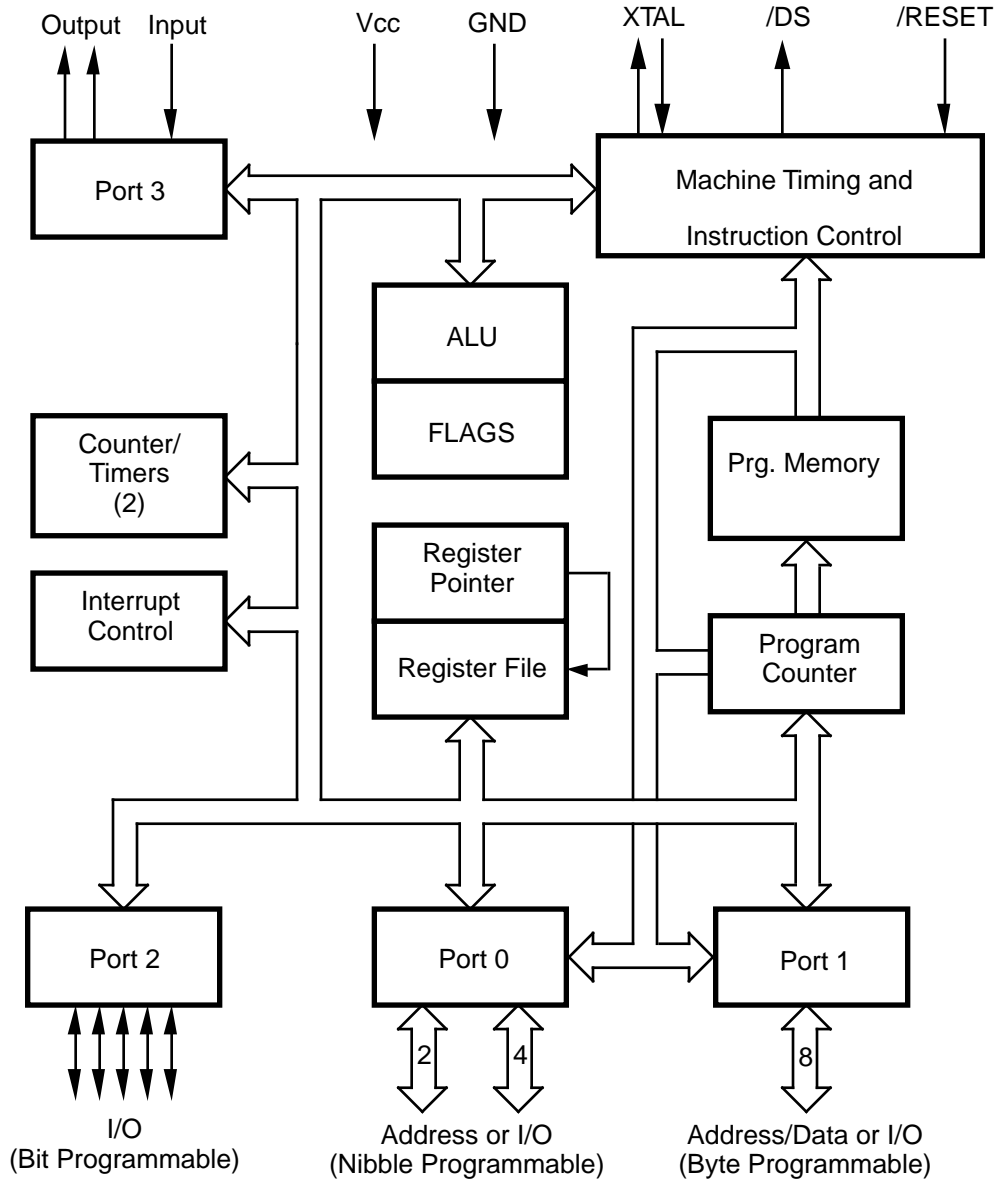 Output
Input
Vcc
GND
XTAL
/DS
/RESET
Port 3
Machine Timing and
Instruction Control
ALU
FLAGS
Counter/
Timers
(2)
Prg. Memory
Register
Pointer
Interrupt
Control
Register File
Program
Counter
Port 2
Port 0
Port 1
2
4
8
I/O
(Bit Programmable)
Address or I/O
(Nibble Programmable)
Address/Data or I/O
(Byte Programmable)